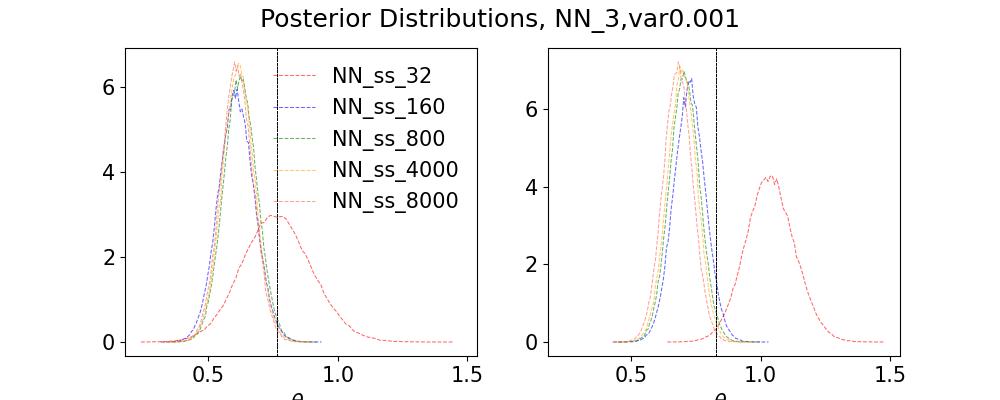 Posterior Distributions, NN_3,var0.001
6
4
2
0
NN_ss_32
NN_ss_160
NN_ss_800
NN_ss_4000
NN_ss_8000
0.5 1.0 1.5
θ
6
4
2
0
0.5 1.0 1.5
θ